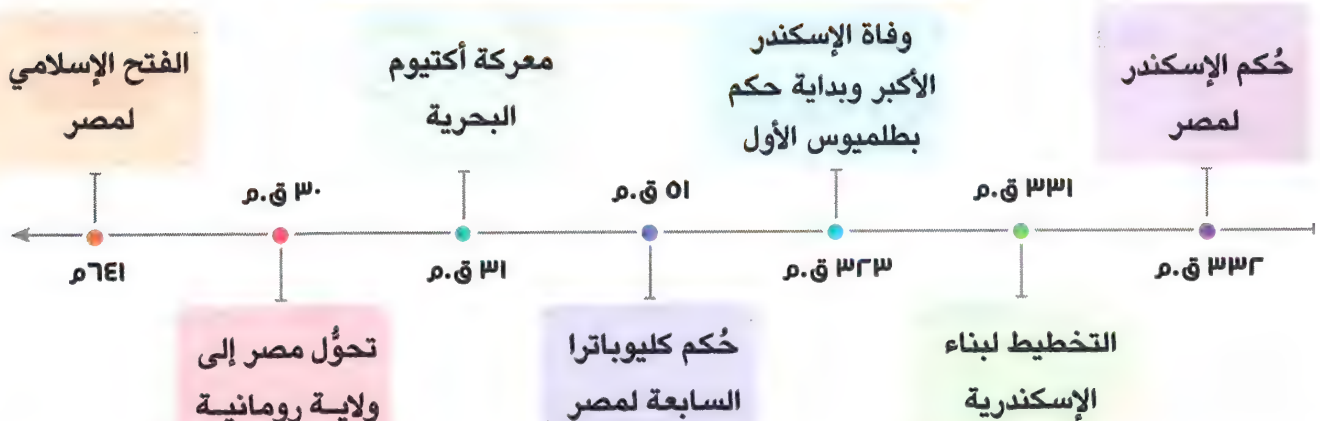 حُكم الإسكندر
لمصر
٣٣٢ ق.م
٣٣١ ق.م
التخطيط لبناء
الإسكندرية
وفاة الإسكندر
الأكبر وبداية حكم
بطلميوس الأول
٣٢٣ ق.م
٥١ ق.م
حُكم كليوباترا
السابعة لمصر
معركة أكتيوم
البحرية
٣١ ق.م
٣٠ ق.م
تحوُّل مصر إلى
ولاية رومانية
الفتح الإسلامي
لمصر
٦٤١م